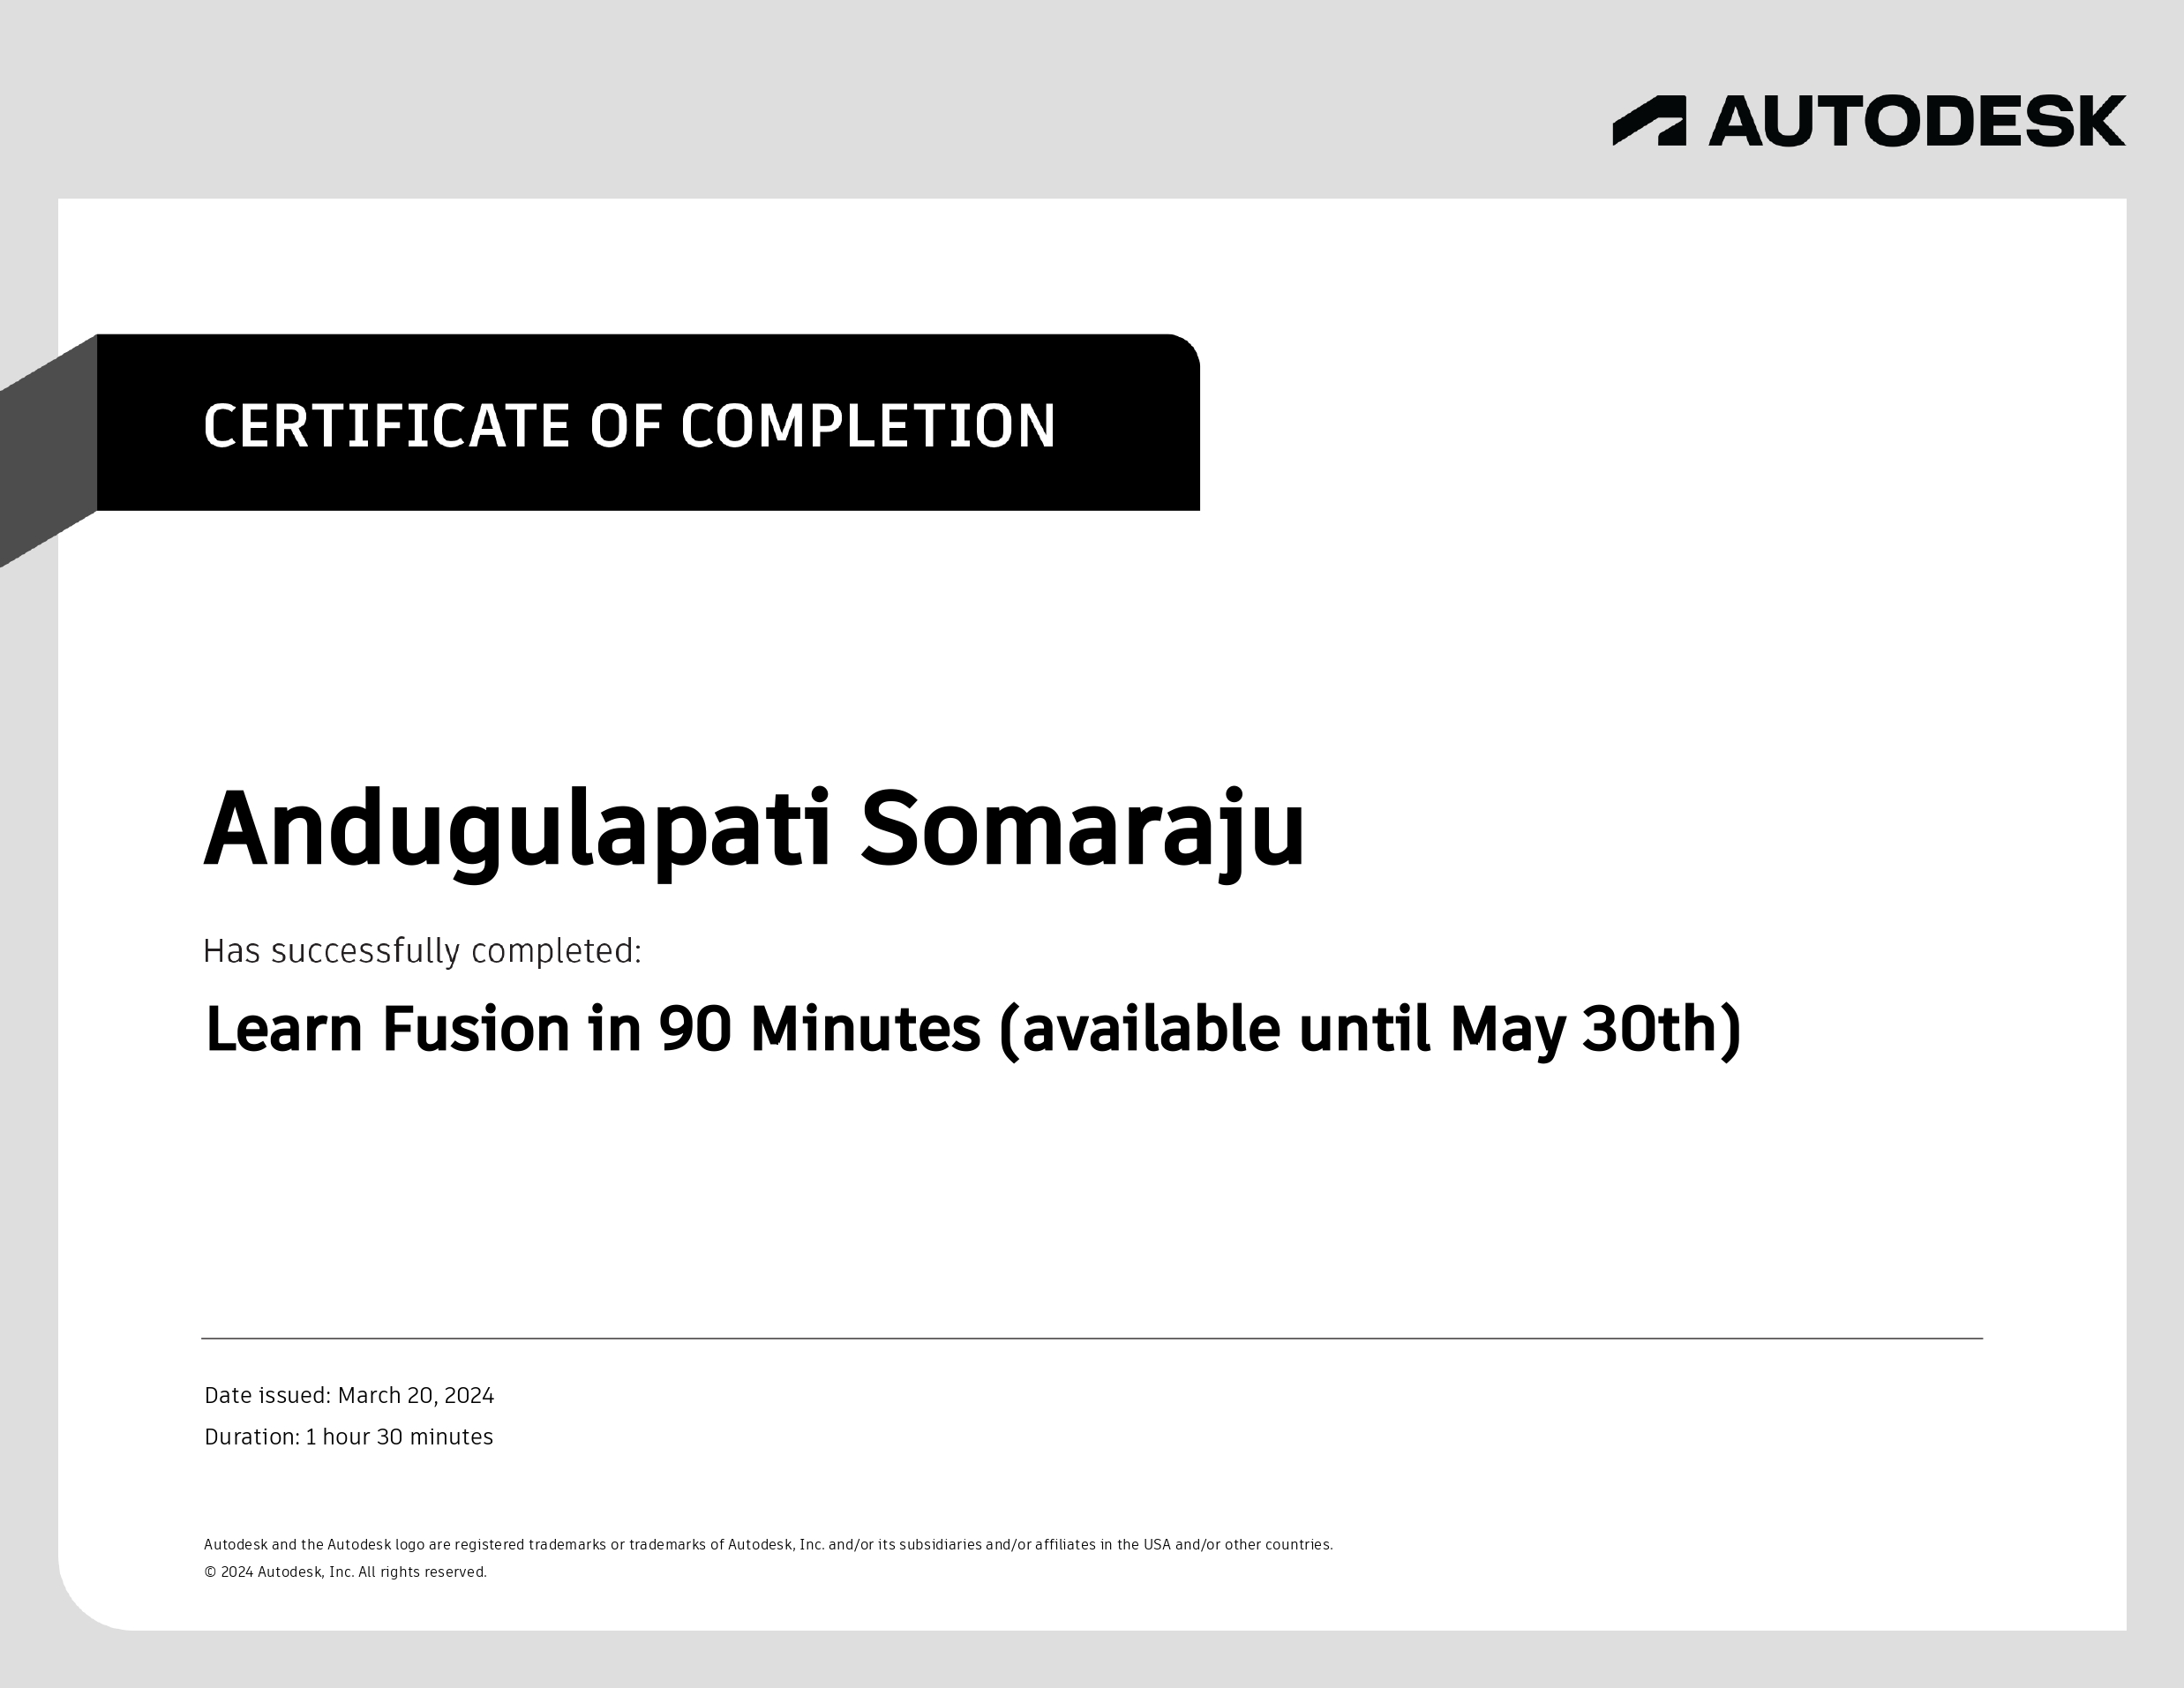 AUTODESK
CERTIFICATE OF COMPLETION
Andugulapati Somaraju
Has successfully completed:
Learn Fusion in 90 Minutes (available until May 30th)
Date issued: March 20, 2024
Duration: 1 hour 30 minutes
Autodesk and the Autodesk logo are registered trademarks or trademarks of Autodesk, Inc. and/or its subsidiaries and/or affiliates in the USA and/or other countries.
© 2024 Autodesk, Inc. All rights reserved.